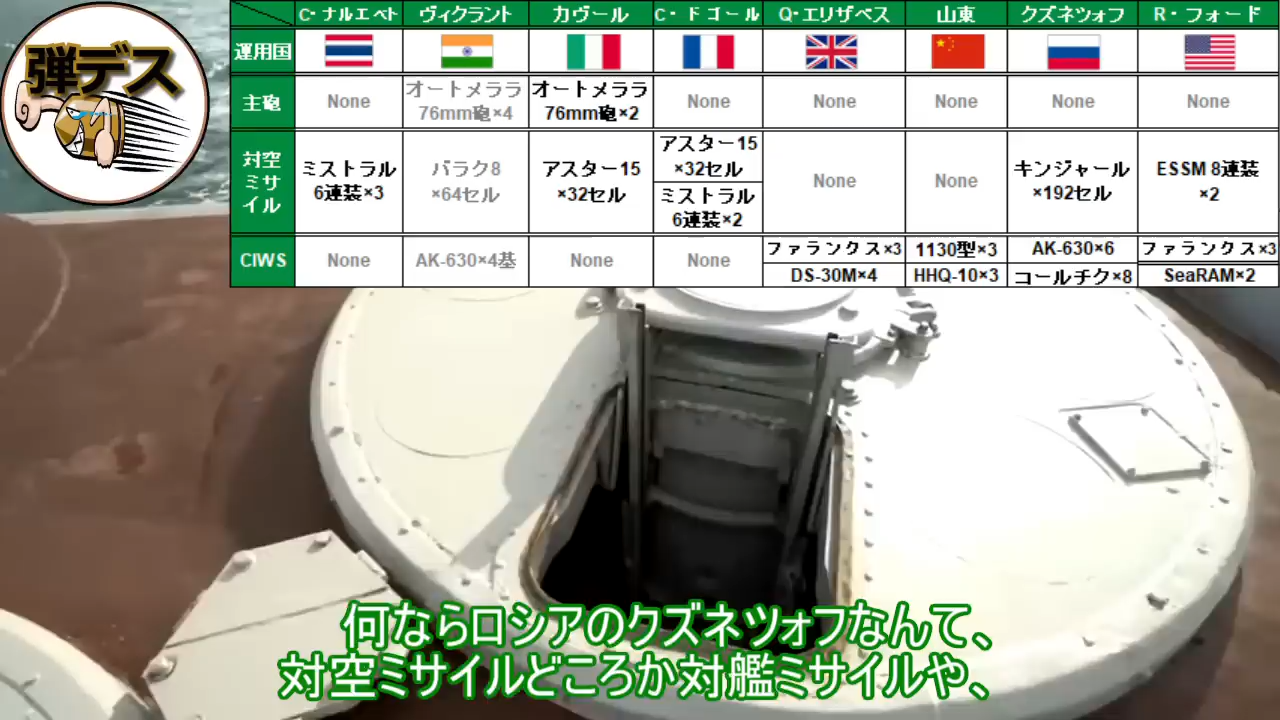 弾デス
C・ナルエベト ヴィクラント カヴール C・ドゴール Q・エリザベス 山東 クズネツォフ R・フォード
運用国
主砲 None オートメララ 76mm砲×4 オートメララ 76mm砲×2 None None None None None
対空ミサイル ミストラル 6連装×3 バラク8 ×64セル アスター15 ×32セル アスター15 ×32セル ミストラル 6連装×2 None None キンジャール ×192セル ESSM 8連装 ×2
CIWS None AK-630×4基 None None ファランクス×3 DS-30M×4 1130型×3 HHQ-10×3 AK-630×6 コールチク×8 ファランクス×3 SeaRAM×2
何ならロシアのクズネツォフなんて、
対空ミサイルどころか対艦ミサイルや、